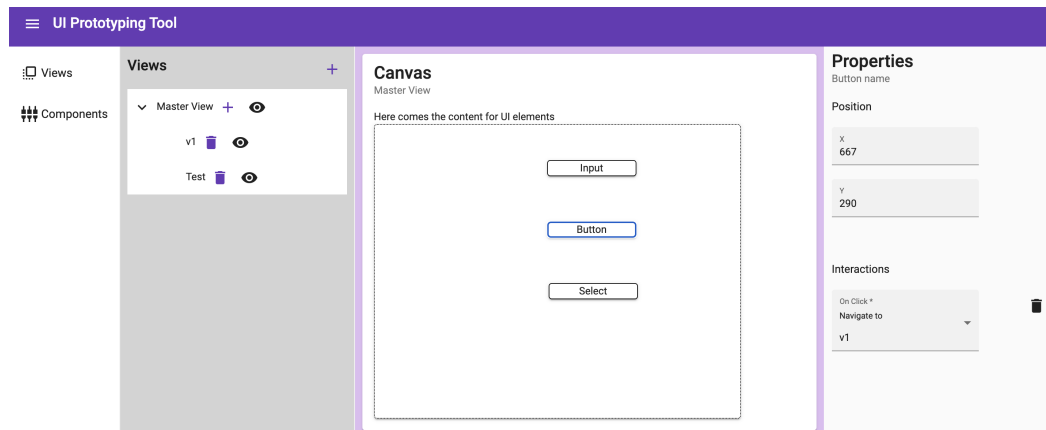 UI Prototyping Tool
Views
Components
Views
Master View
v1
Test
Canvas
Master View
Here comes the content for UI elements
Input
Button
Select
Properties
Button name
Position
X
667
Y
290
Interactions
On Click *
Navigate to
v1